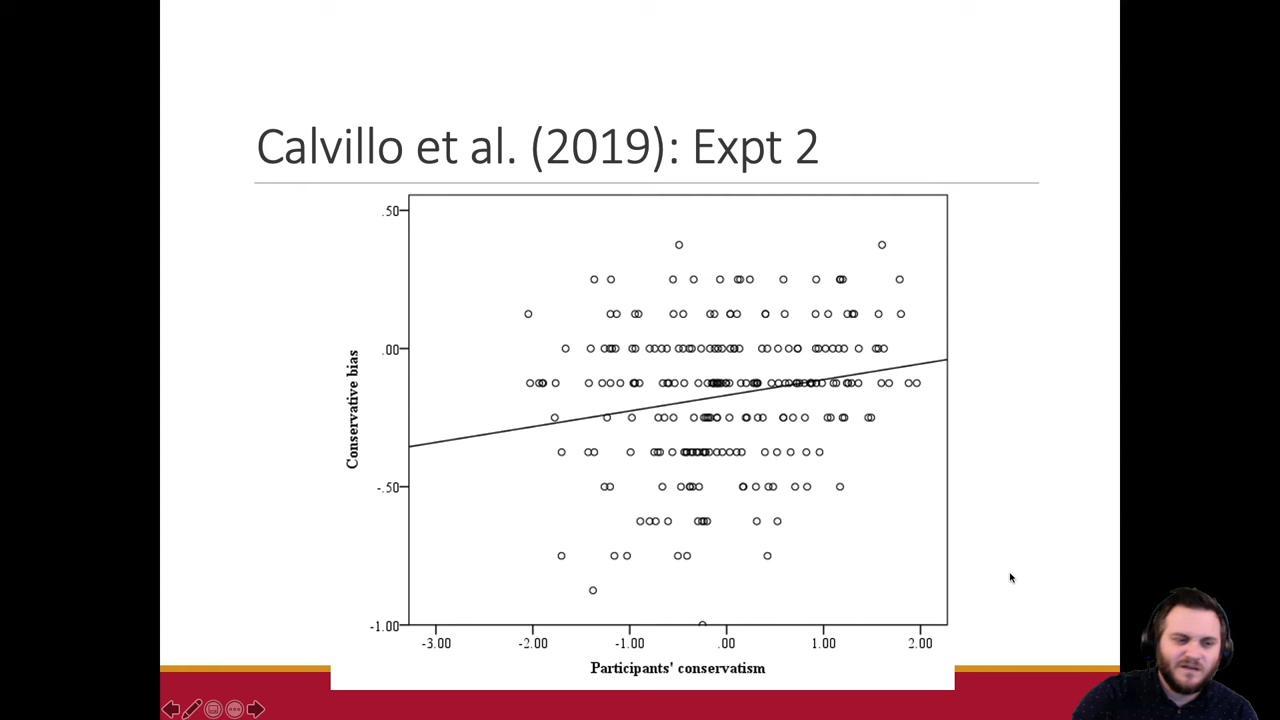 Calvillo et al. (2019): Expt 2
.50
.00
-.50
-1.00
Conservative bias
-3.00 -2.00 -1.00 .00 1.00 2.00
Participants' conservatism